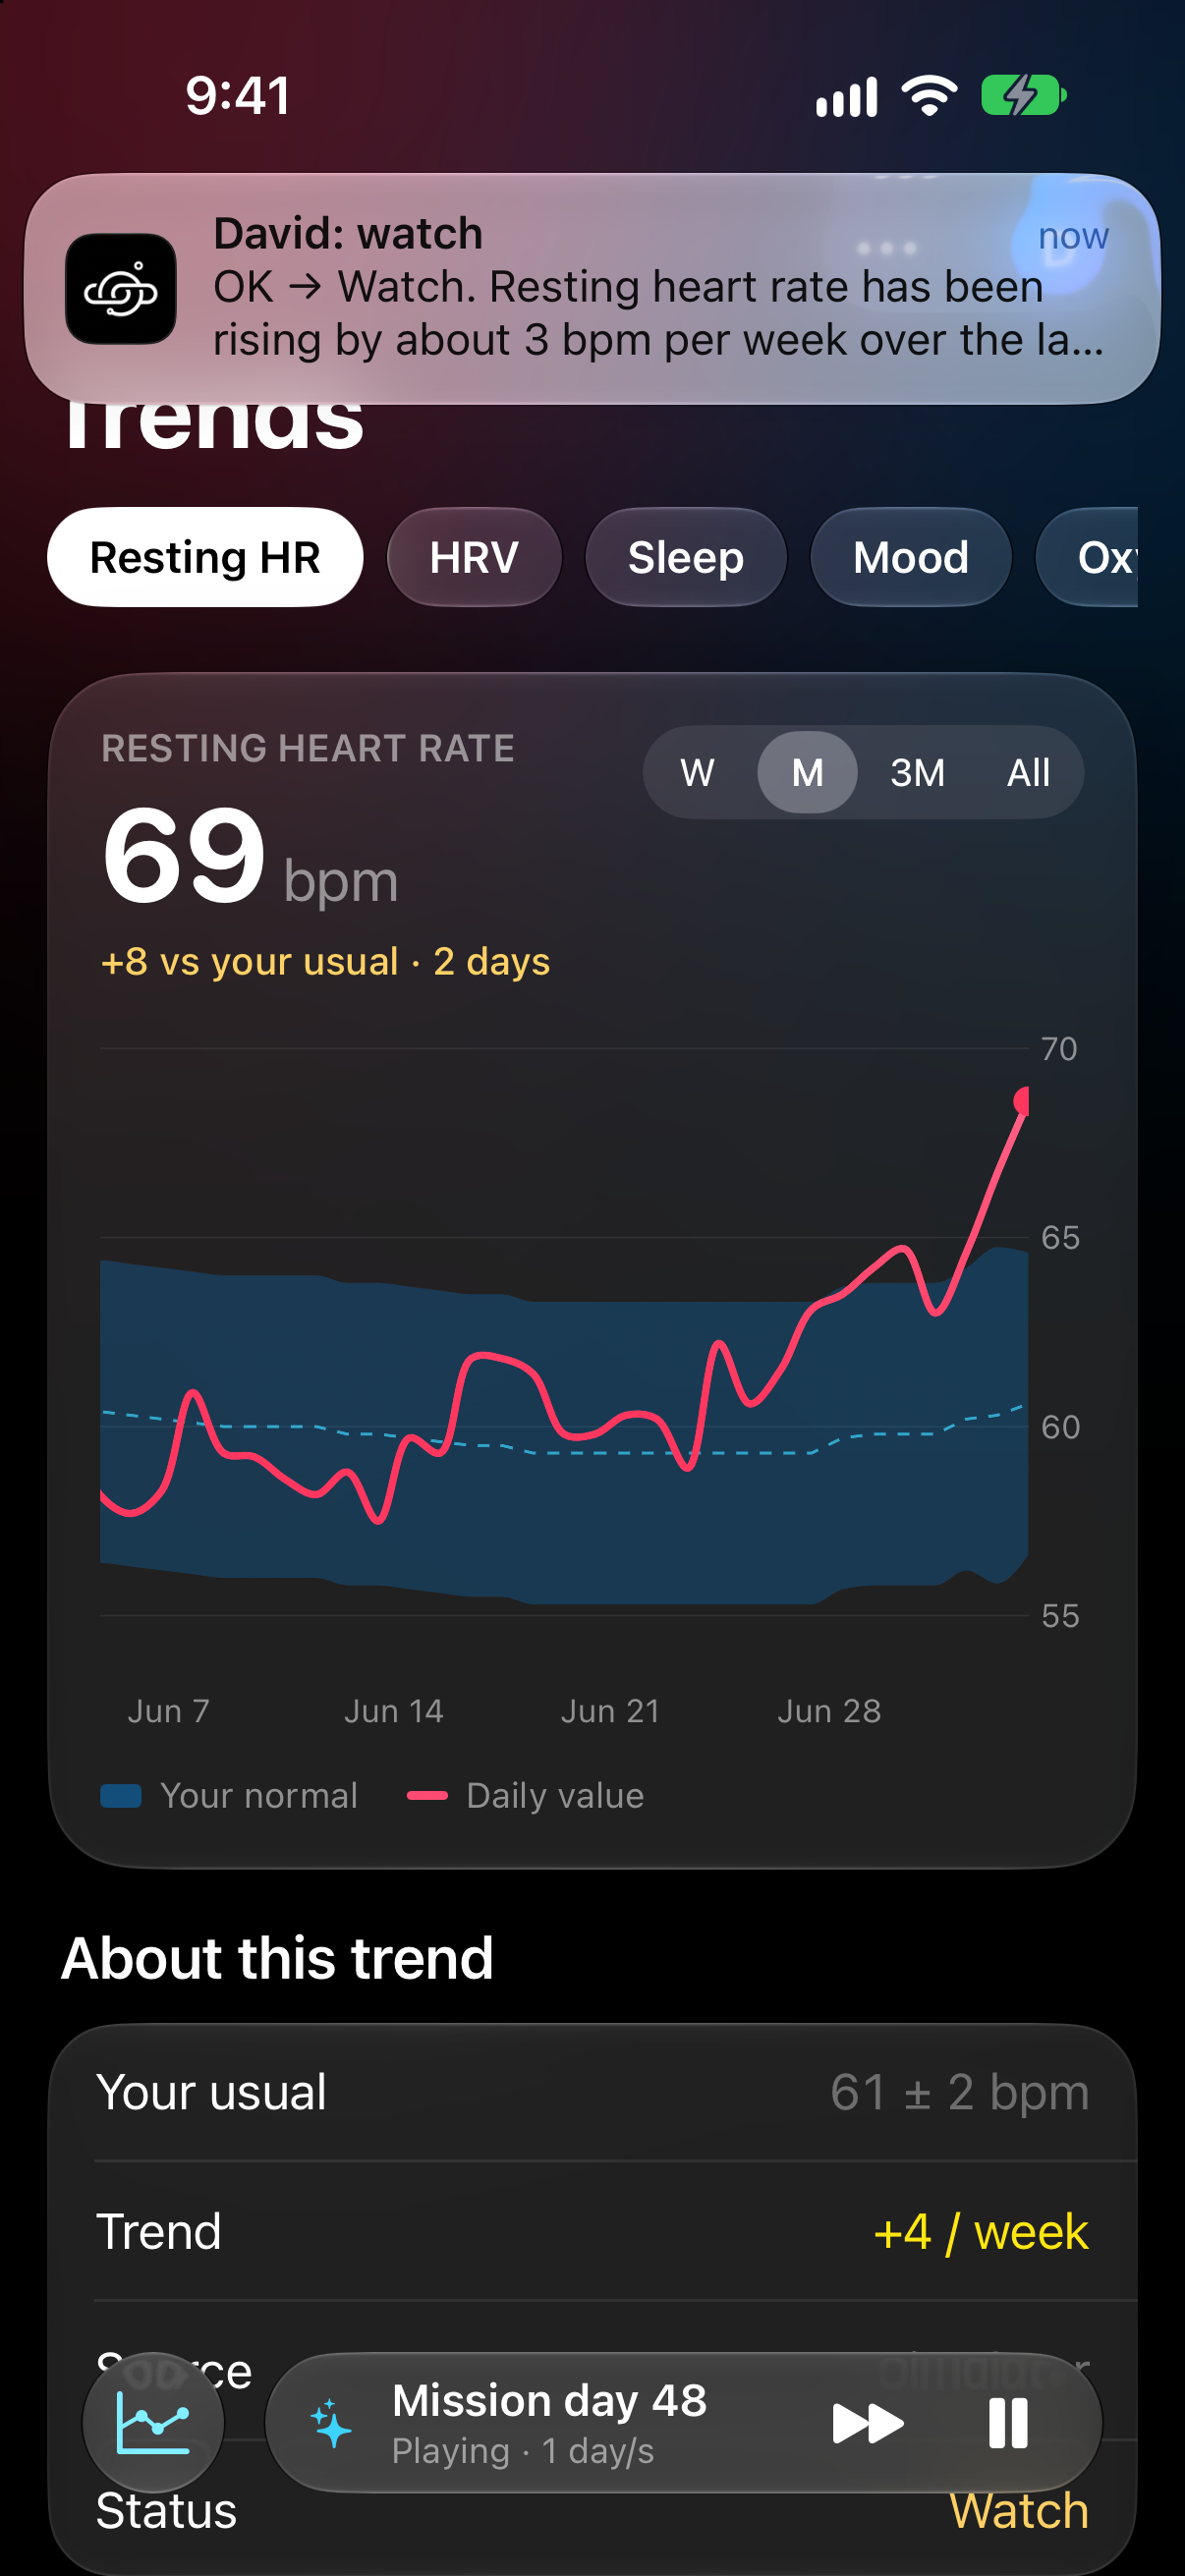 9:41
David: watch
now
OK → Watch. Resting heart rate has been
rising by about 3 bpm per week over the la...
Trends
Resting HR
HRV
Sleep
Mood
RESTING HEART RATE
W
M
3M
All
69 bpm
+8 vs your usual · 2 days
70
65
60
55
Jun 7
Jun 14
Jun 21
Jun 28
Your normal
Daily value
About this trend
Your usual
61 ± 2 bpm
Trend
+4 / week
Mission day 48
Playing · 1 day/s
Status
Watch